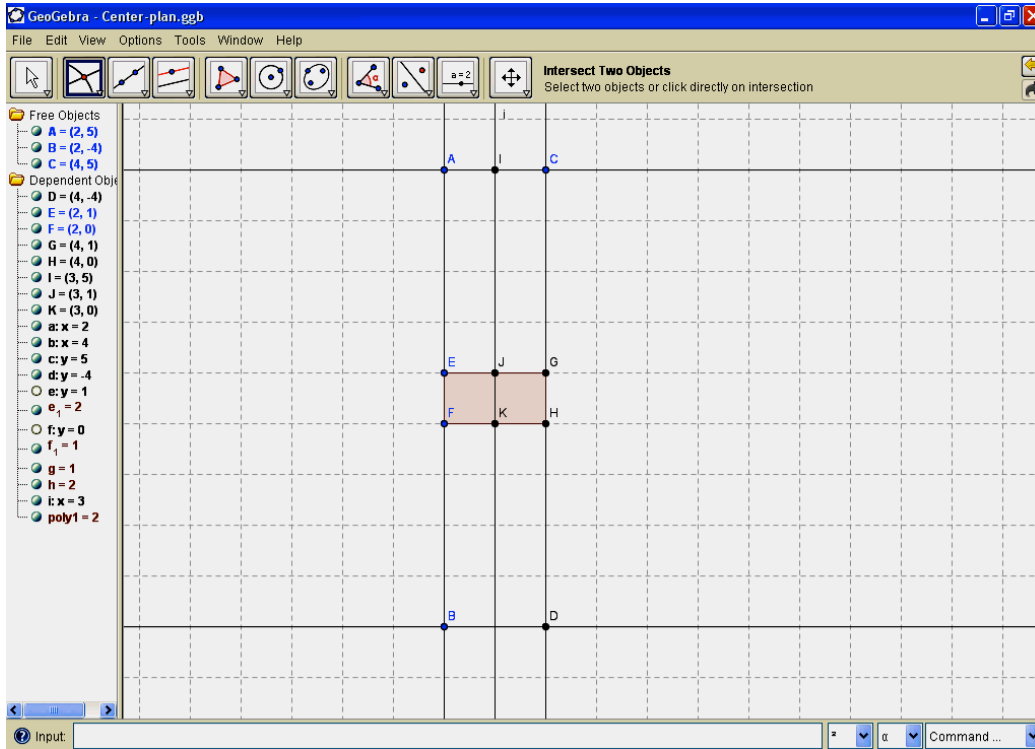 GeoGebra - Center-plan.ggb
File Edit View Options Tools Window Help
α
a=2
Intersect Two Objects
Select two objects or click directly on intersection
Free Objects
A = (2, 5)
B = (2, -4)
C = (4, 5)
Dependent Obje
D = (4, -4)
E = (2, 1)
F = (2, 0)
G = (4, 1)
H = (4, 0)
I = (3, 5)
J = (3, 1)
K = (3, 0)
a: x = 2
b: x = 4
c: y = 5
d: y = -4
e: y = 1
e₁ = 2
f: y = 0
f₁ = 1
g = 1
h = 2
i: x = 3
poly1 = 2
i
A I C
E J G
F K H
B D
Input: ² α Command ...